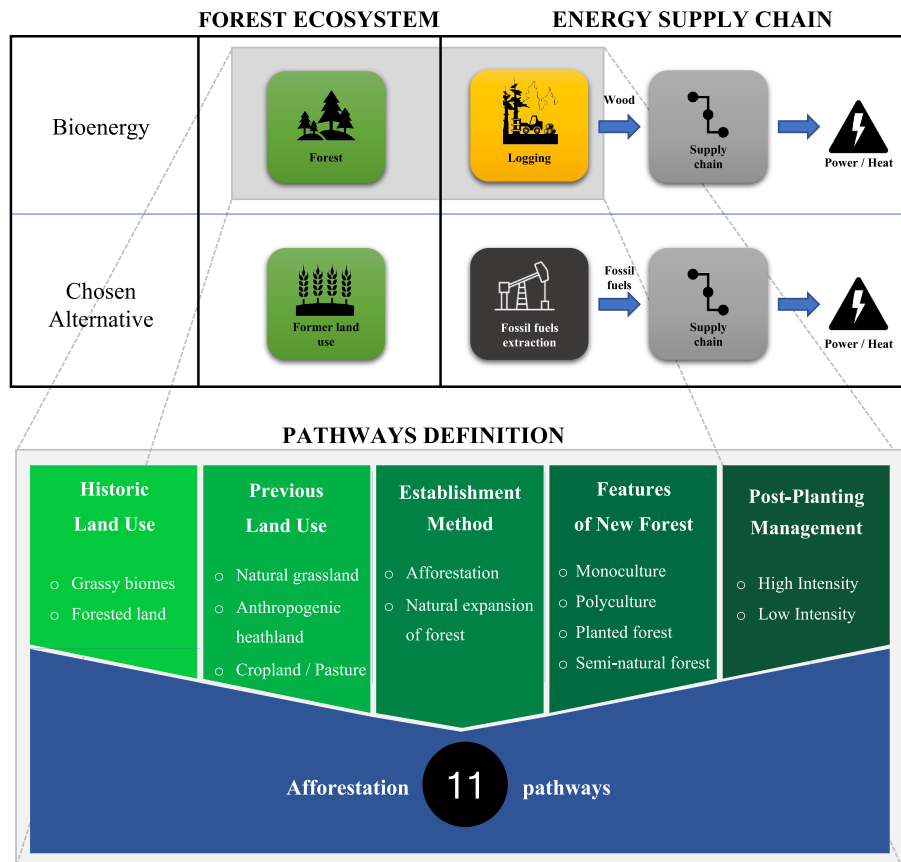 FOREST ECOSYSTEM
ENERGY SUPPLY CHAIN
Bioenergy
Forest
Logging
Wood
Supply
chain
Power / Heat
Chosen
Alternative
Former land
use
Fossil fuels
extraction
Fossil
fuels
Supply
chain
Power / Heat
PATHWAYS DEFINITION
Historic
Land Use
○ Grassy biomes
○ Forested land
Previous
Land Use
○ Natural grassland
○ Anthropogenic
heathland
○ Cropland / Pasture
Establishment
Method
○ Afforestation
○ Natural expansion
of forest
Features
of New Forest
○ Monoculture
○ Polyculture
○ Planted forest
○ Semi-natural forest
Post-Planting
Management
○ High Intensity
○ Low Intensity
Afforestation 11 pathways